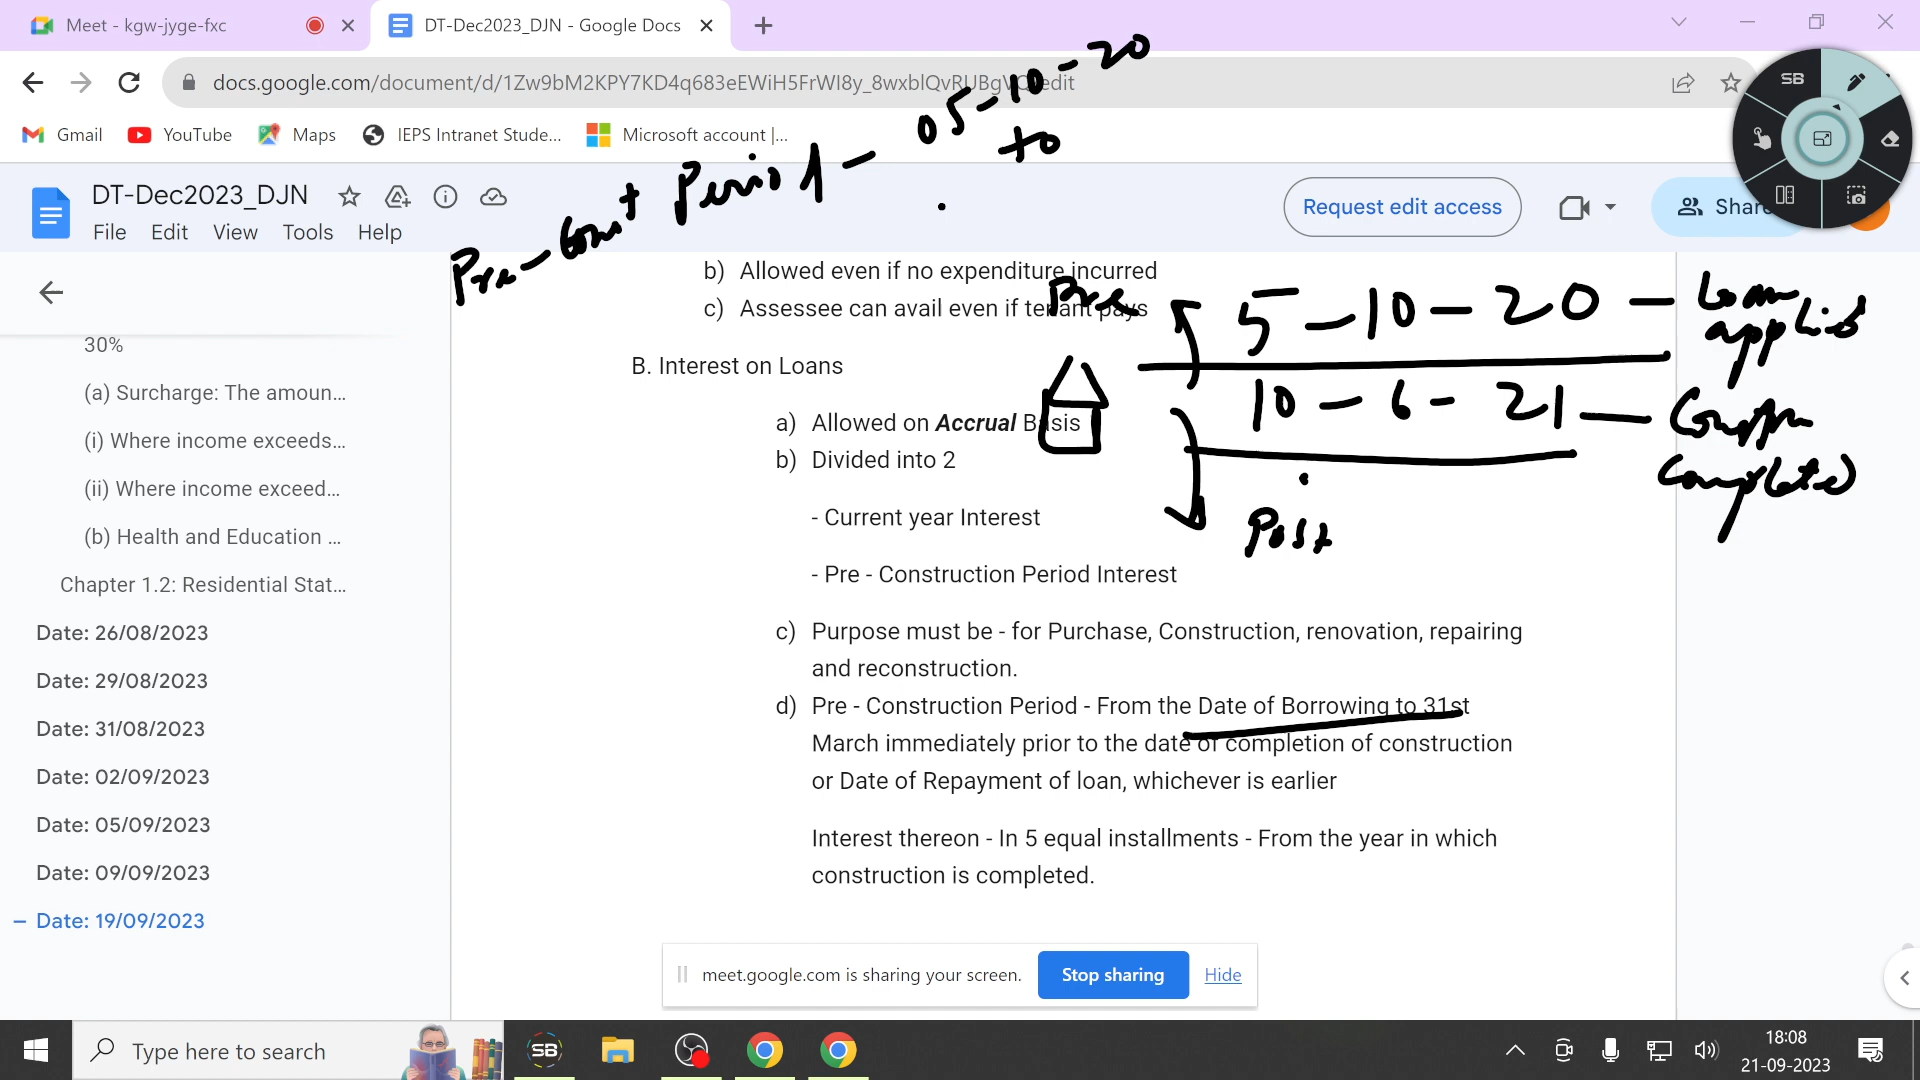 Meet - kgw-jyge-fxc
DT-Dec2023_DJN - Google Docs
docs.google.com/document/d/1Zw9bM2KPY7KD4q683eEWiH5FrWI8y_8wxblQvRUBgV edit
Gmail
YouTube
Maps
IEPS Intranet Stude...
Microsoft account |...
SB
DT-Dec2023_DJN
File Edit View Tools Help
Request edit access
Share
Pre - Const Period - 05-10-20
to
30%
(a) Surcharge: The amoun...
(i) Where income exceeds...
(ii) Where income exceed...
(b) Health and Education ...
Chapter 1.2: Residential Stat...
Date: 26/08/2023
Date: 29/08/2023
Date: 31/08/2023
Date: 02/09/2023
Date: 05/09/2023
Date: 09/09/2023
Date: 19/09/2023
b) Allowed even if no expenditure incurred
c) Assessee can avail even if tenant pays
B. Interest on Loans
a) Allowed on Accrual Basis
b) Divided into 2
- Current year Interest
- Pre - Construction Period Interest
c) Purpose must be - for Purchase, Construction, renovation, repairing
and reconstruction.
d) Pre - Construction Period - From the Date of Borrowing to 31st
March immediately prior to the date of completion of construction
or Date of Repayment of loan, whichever is earlier
Interest thereon - In 5 equal installments - From the year in which
construction is completed.
Pre
5 - 10 - 20 - Loan
applied
10 - 6 - 21 -
Completed
Post
meet.google.com is sharing your screen.
Stop sharing
Hide
Type here to search
SB
18:08
21-09-2023